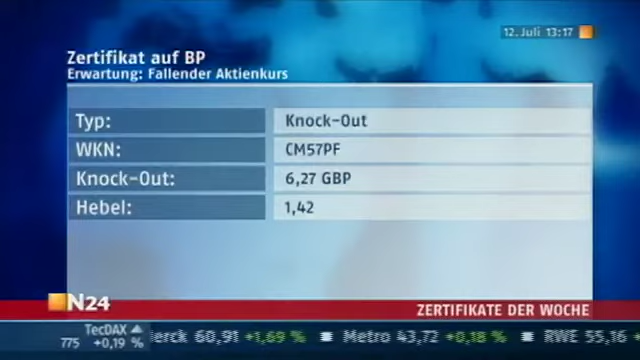 12. Juli 13:17
Zertifikat auf BP
Erwartung: Fallender Aktienkurs
Typ: Knock-Out
WKN: CM57PF
Knock-Out: 6,27 GBP
Hebel: 1,42
N24
ZERTIFIKATE DER WOCHE
TecDAX
775 +0,19 %
erck 60,91 +1,69 % Metro 43,72 +0,18 % RWE 55,16